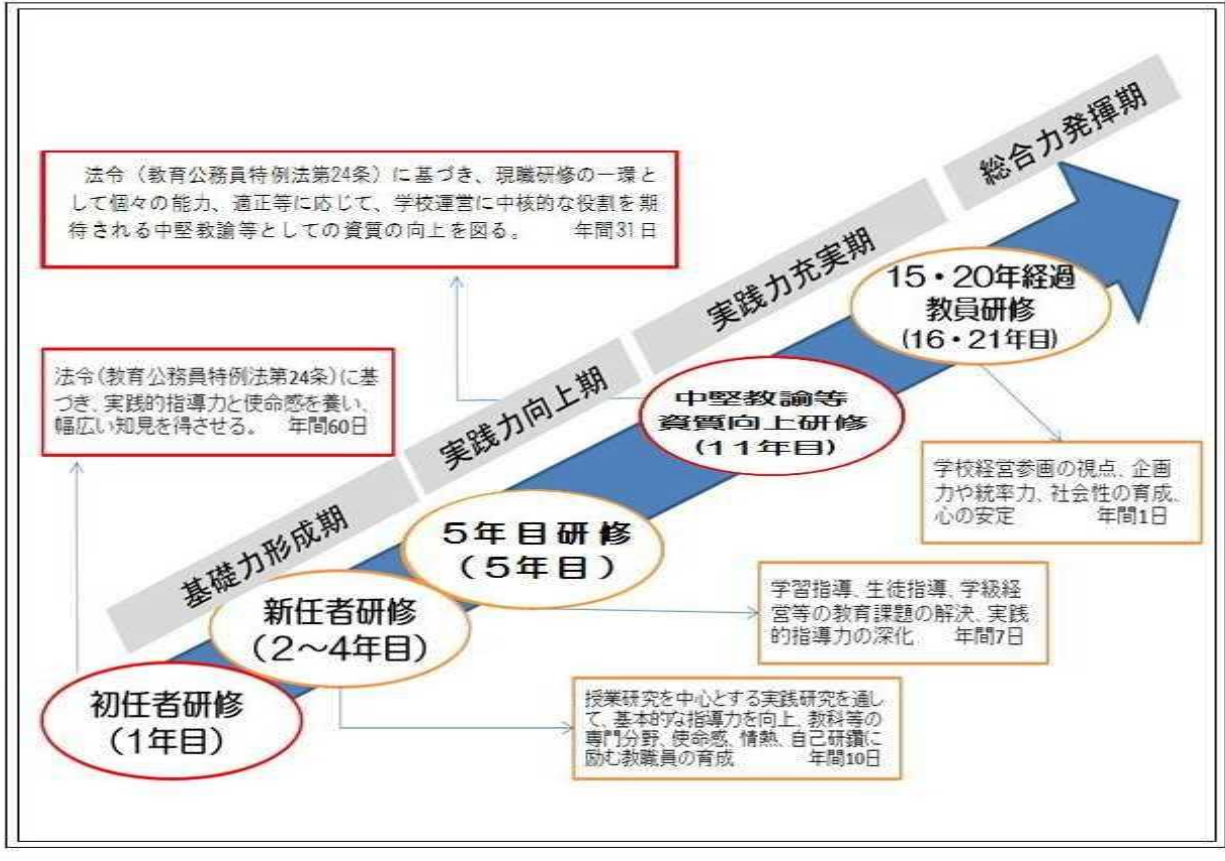 総合力発揮期
法令（教育公務員特例法第24条）に基づき、現職研修の一環と
して個々の能力、適正等に応じて、学校運営に中核的な役割を期
待される中堅教諭等としての資質の向上を図る。　年間31日
実践力充実期
15・20年経過
教員研修
(16・21年目)
法令(教育公務員特例法第24条)に基
づき、実践的指導力と使命感を養い、
幅広い知見を得させる。　年間60日
実践力向上期
中堅教諭等
資質向上研修
(11年目)
学校経営参画の視点、企画
力や統率力、社会性の育成、
心の安定　年間1日
基礎力形成期
5年目研修
(5年目)
学習指導、生徒指導、学級経
営等の教育課題の解決、実践
的指導力の深化　年間7日
新任者研修
(2～4年目)
授業研究を中心とする実践研究を通し
て、基本的な指導力を向上、教科等の
専門分野、使命感、情熱、自己研鑽に
励む教職員の育成　年間10日
初任者研修
(1年目)